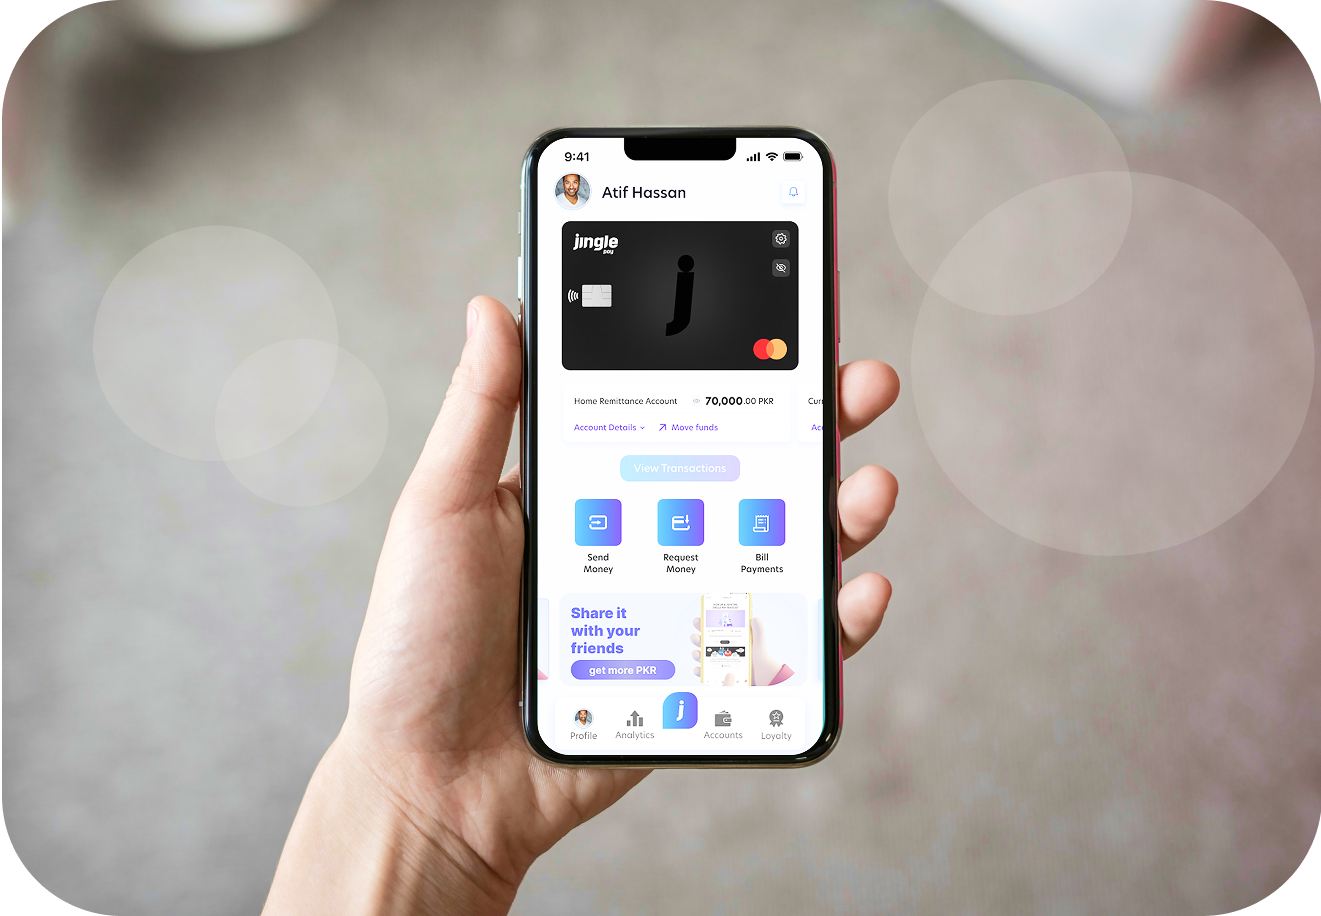 9:41
Atif Hassan
jingle
pay
j
Home Remittance Account 70,000.00 PKR
Curr
Account Details Move funds
Acc
View Transactions
Send
Money
Request
Money
Bill
Payments
Share it
with your
friends
get more PKR
j
Profile
Analytics
Accounts
Loyalty